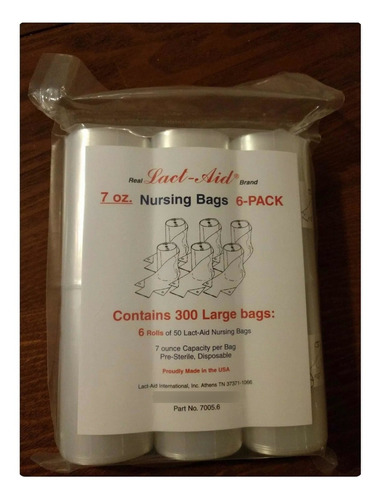 Real Lact-Aid® Brand
7 oz. Nursing Bags 6-PACK
Contains 300 Large bags:
6 Rolls of 50 Lact-Aid Nursing Bags
7 ounce Capacity per Bag
Pre-Sterile, Disposable
Proudly Made in the USA
Lact-Aid International, Inc. Athens TN 37371-1066
Part No. 7005.6